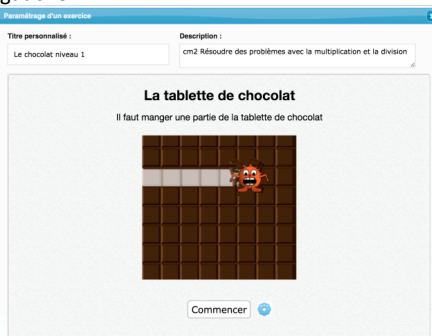 Paramétrage d'un exercice
Titre personnalisé :
Description :
Le chocolat niveau 1
cm2 Résoudre des problèmes avec la multiplication et la division
La tablette de chocolat
Il faut manger une partie de la tablette de chocolat
Commencer